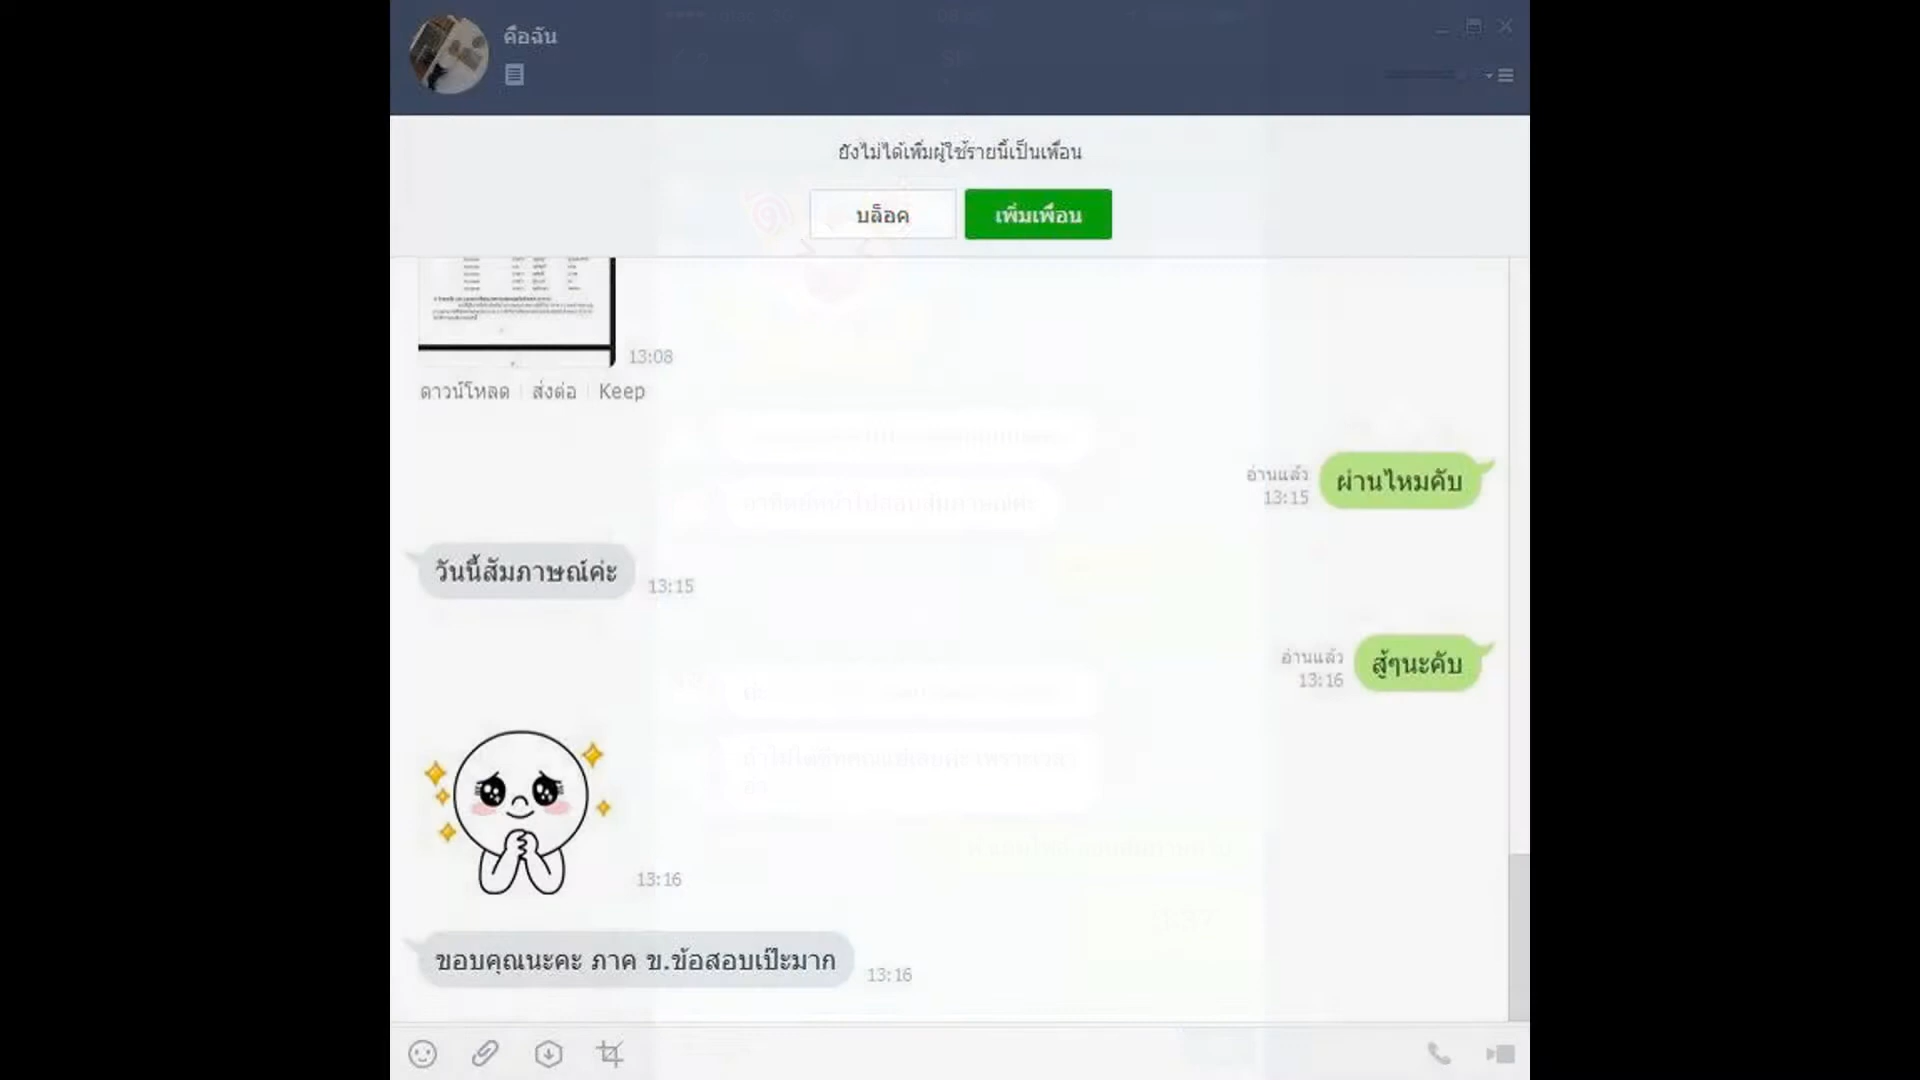 คือฉัน
ยังไม่ได้เพิ่มผู้ใช้รายนี้เป็นเพื่อน
บล็อค
เพิ่มเพื่อน
13:08
ดาวน์โหลด
ส่งต่อ
Keep
ผ่านไหมคับ
อ่านแล้ว
13:15
วันนี้สัมภาษณ์ค่ะ
13:15
สู้ๆนะคับ
อ่านแล้ว
13:16
13:16
ขอบคุณนะคะ ภาค ข.ข้อสอบเป๊ะมาก
13:16